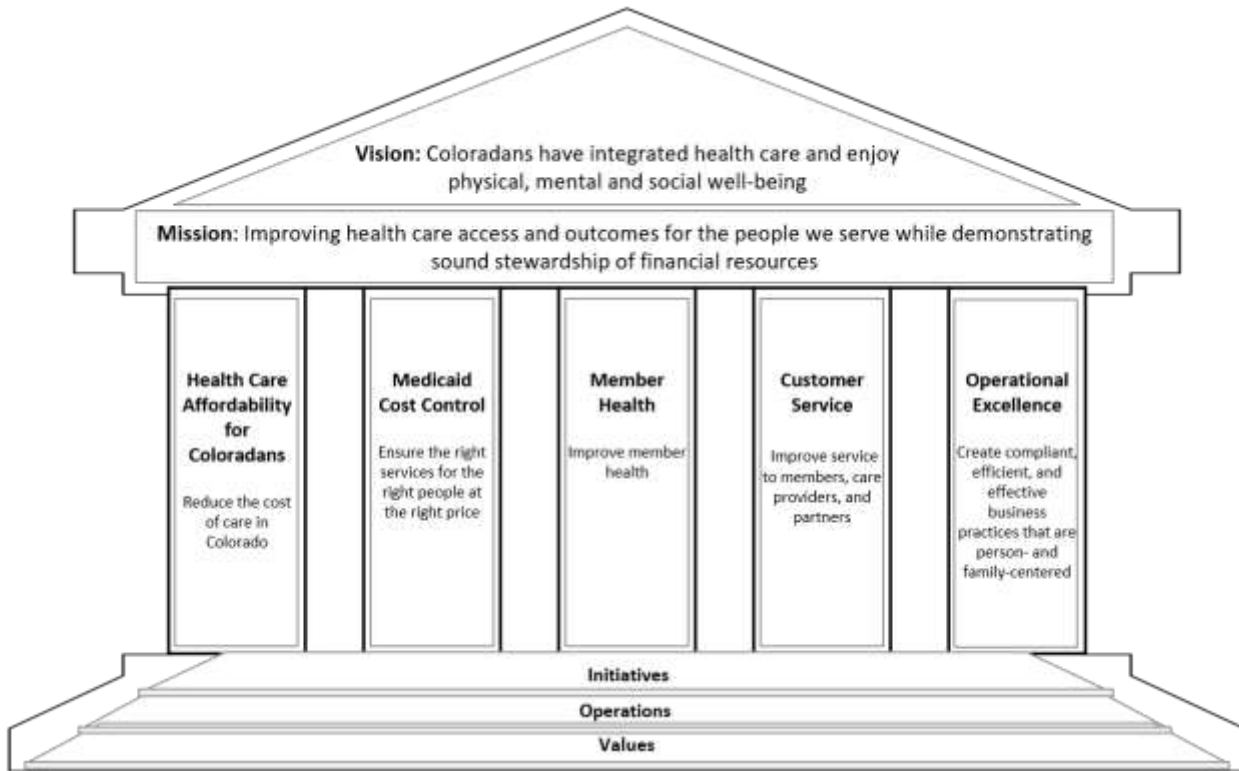 Vision: Coloradans have integrated health care and enjoy
physical, mental and social well-being
Mission: Improving health care access and outcomes for the people we serve while demonstrating
sound stewardship of financial resources
Health Care
Affordability
for
Coloradans
Reduce the cost
of care in
Colorado
Medicaid
Cost Control
Ensure the right
services for the
right people at
the right price
Member
Health
Improve member
health
Customer
Service
Improve service
to members, care
providers, and
partners
Operational
Excellence
Create compliant,
efficient, and
effective
business
practices that are
person- and
family-centered
Initiatives
Operations
Values